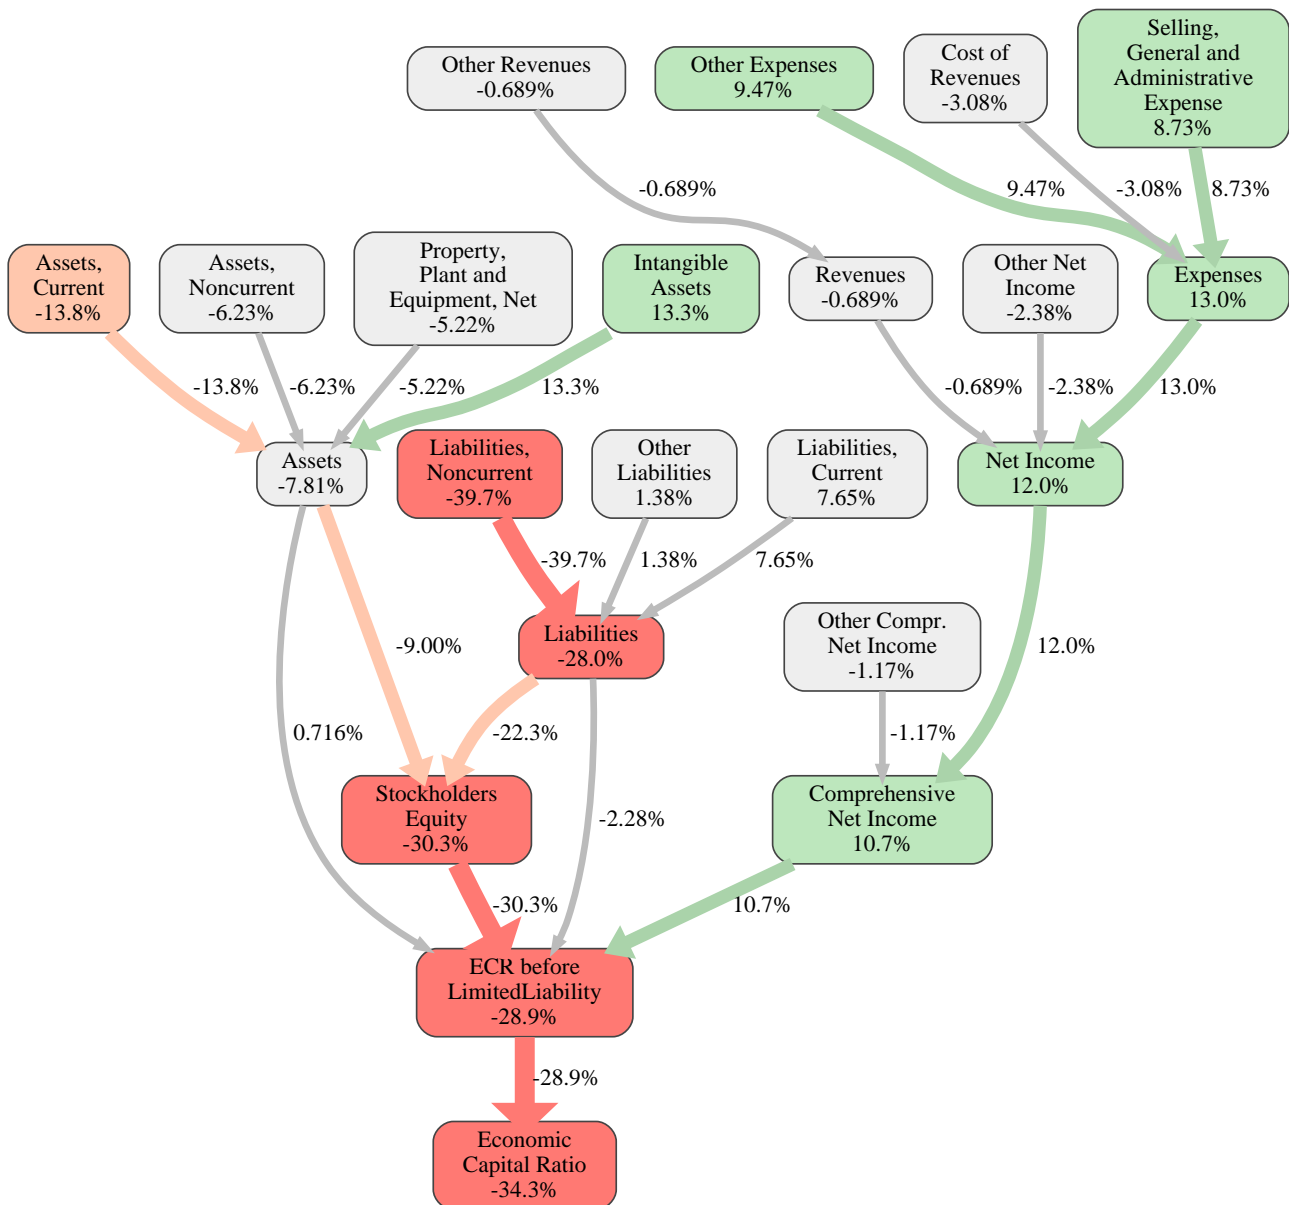 Other Revenues
-0.689%
Other Expenses
9.47%
Cost of
Revenues
-3.08%
Selling,
General and
Administrative
Expense
8.73%
-0.689%
9.47%
-3.08%
8.73%
Assets,
Current
-13.8%
Assets,
Noncurrent
-6.23%
Property,
Plant and
Equipment, Net
-5.22%
Intangible
Assets
13.3%
Revenues
-0.689%
Other Net
Income
-2.38%
Expenses
13.0%
-13.8%
-6.23%
-5.22%
13.3%
-0.689%
-2.38%
13.0%
Assets
-7.81%
Liabilities,
Noncurrent
-39.7%
Other
Liabilities
1.38%
Liabilities,
Current
7.65%
Net Income
12.0%
-39.7%
1.38%
7.65%
Liabilities
-28.0%
Other Compr.
Net Income
-1.17%
-9.00%
12.0%
0.716%
-22.3%
-1.17%
Stockholders
Equity
-30.3%
-2.28%
Comprehensive
Net Income
10.7%
-30.3%
10.7%
ECR before
LimitedLiability
-28.9%
-28.9%
Economic
Capital Ratio
-34.3%